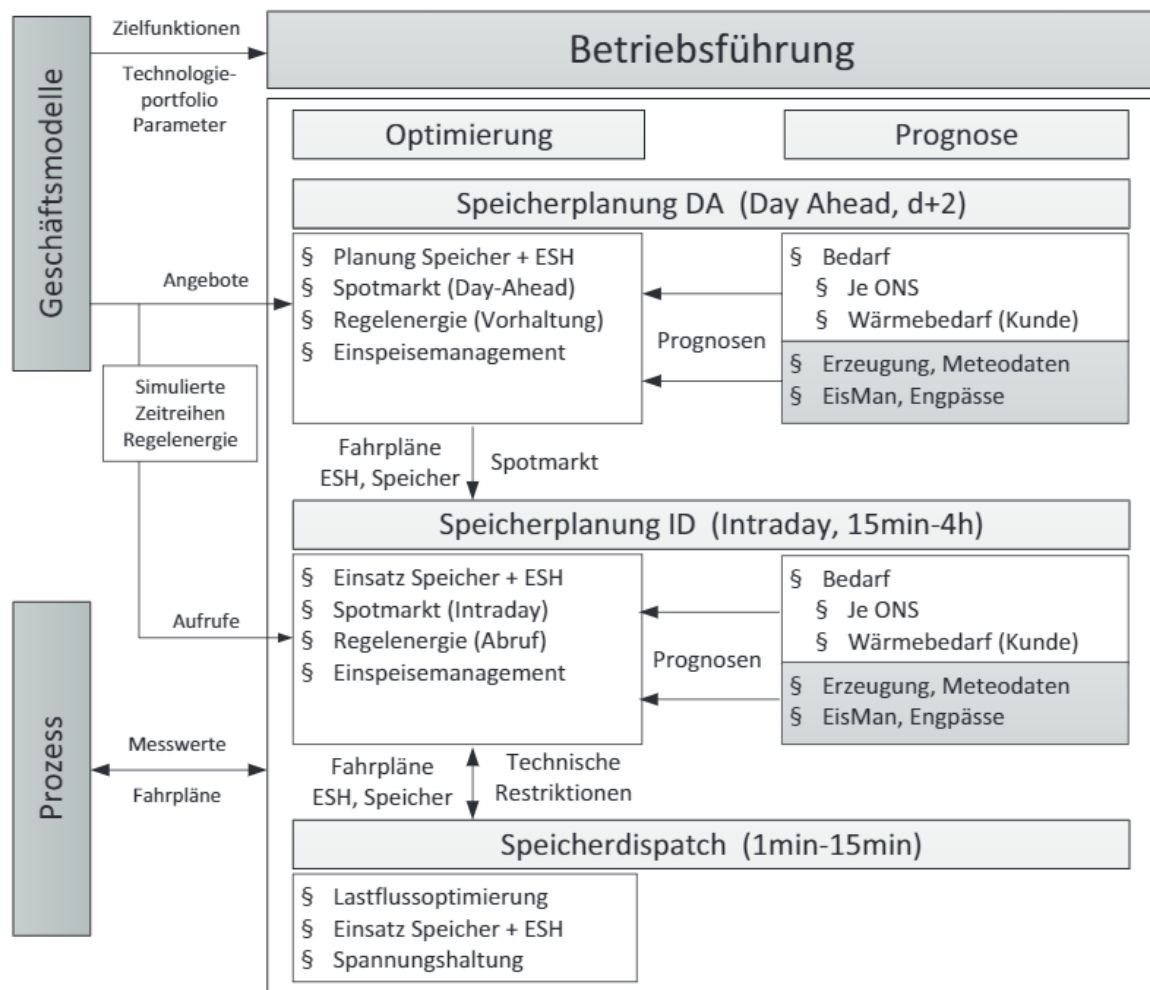 Geschäftsmodelle
Zielfunktionen
Technologie-
portfolio
Parameter
Betriebsführung
Optimierung
Prognose
Speicherplanung DA (Day Ahead, d+2)
Angebote
§ Planung Speicher + ESH
§ Spotmarkt (Day-Ahead)
§ Regelenergie (Vorhaltung)
§ Einspeisemanagement
Prognosen
§ Bedarf
§ Je ONS
§ Wärmebedarf (Kunde)
§ Erzeugung, Meteodaten
§ EisMan, Engpässe
Simulierte
Zeitreihen
Regelenergie
Fahrpläne
ESH, Speicher
Spotmarkt
Speicherplanung ID (Intraday, 15min-4h)
Aufrufe
§ Einsatz Speicher + ESH
§ Spotmarkt (Intraday)
§ Regelenergie (Abruf)
§ Einspeisemanagement
Prognosen
§ Bedarf
§ Je ONS
§ Wärmebedarf (Kunde)
§ Erzeugung, Meteodaten
§ EisMan, Engpässe
Prozess
Messwerte
Fahrpläne
Fahrpläne
ESH, Speicher
Technische
Restriktionen
Speicherdispatch (1min-15min)
§ Lastflussoptimierung
§ Einsatz Speicher + ESH
§ Spannungshaltung